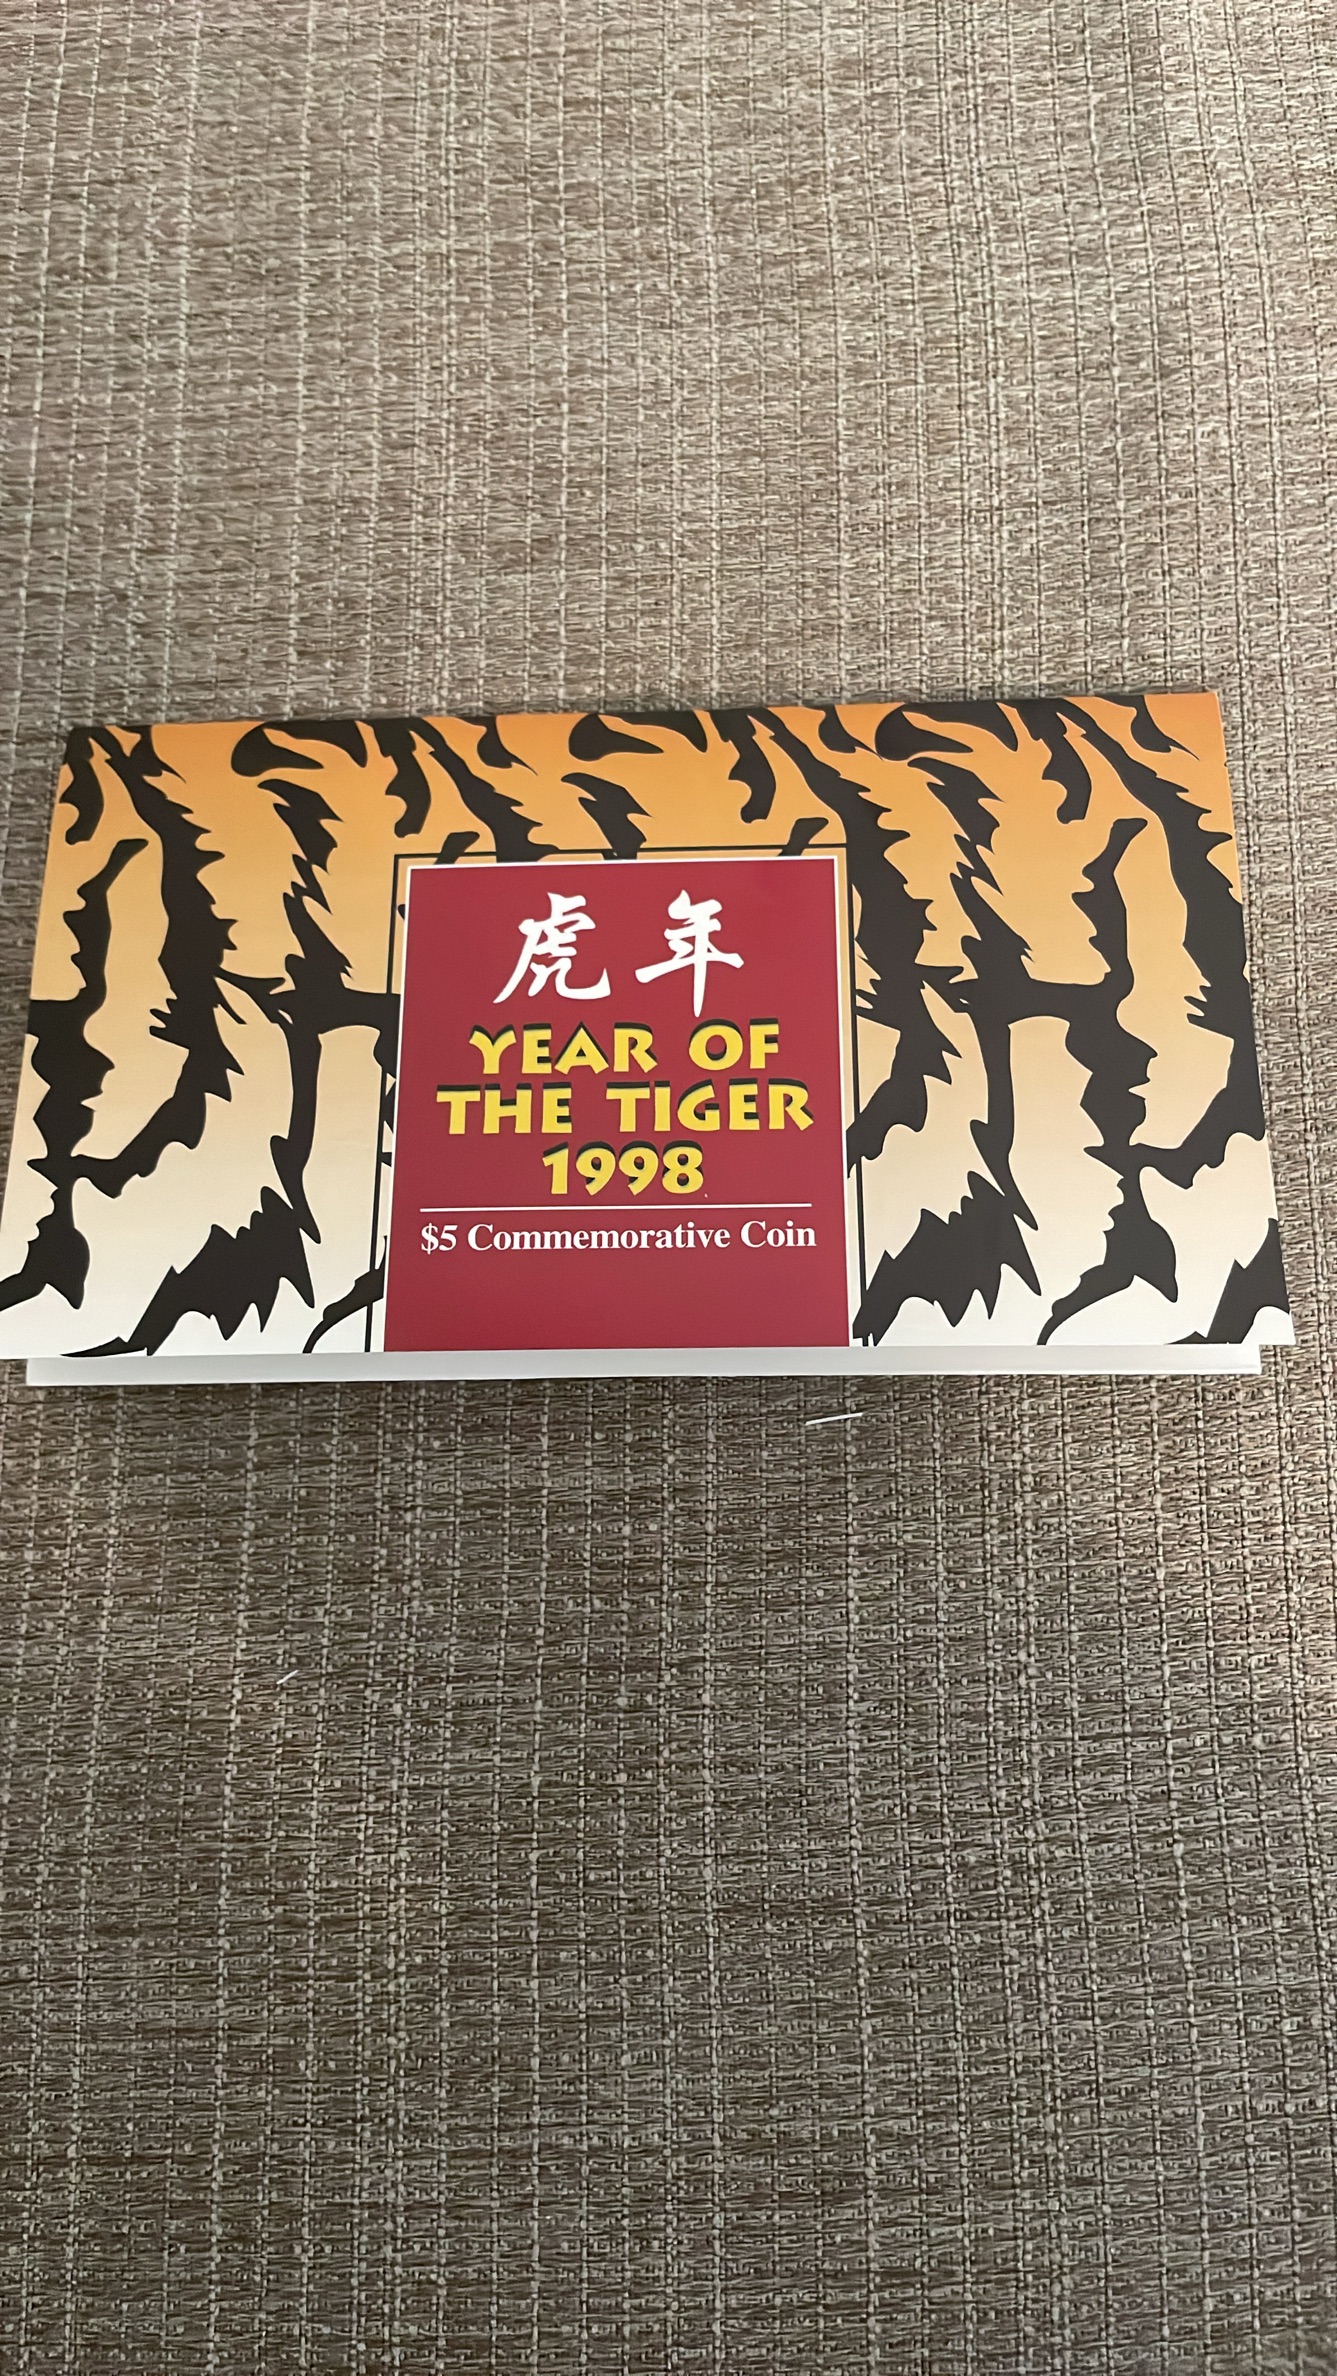 虎年
YEAR OF
THE TIGER
1998
$5 Commemorative Coin